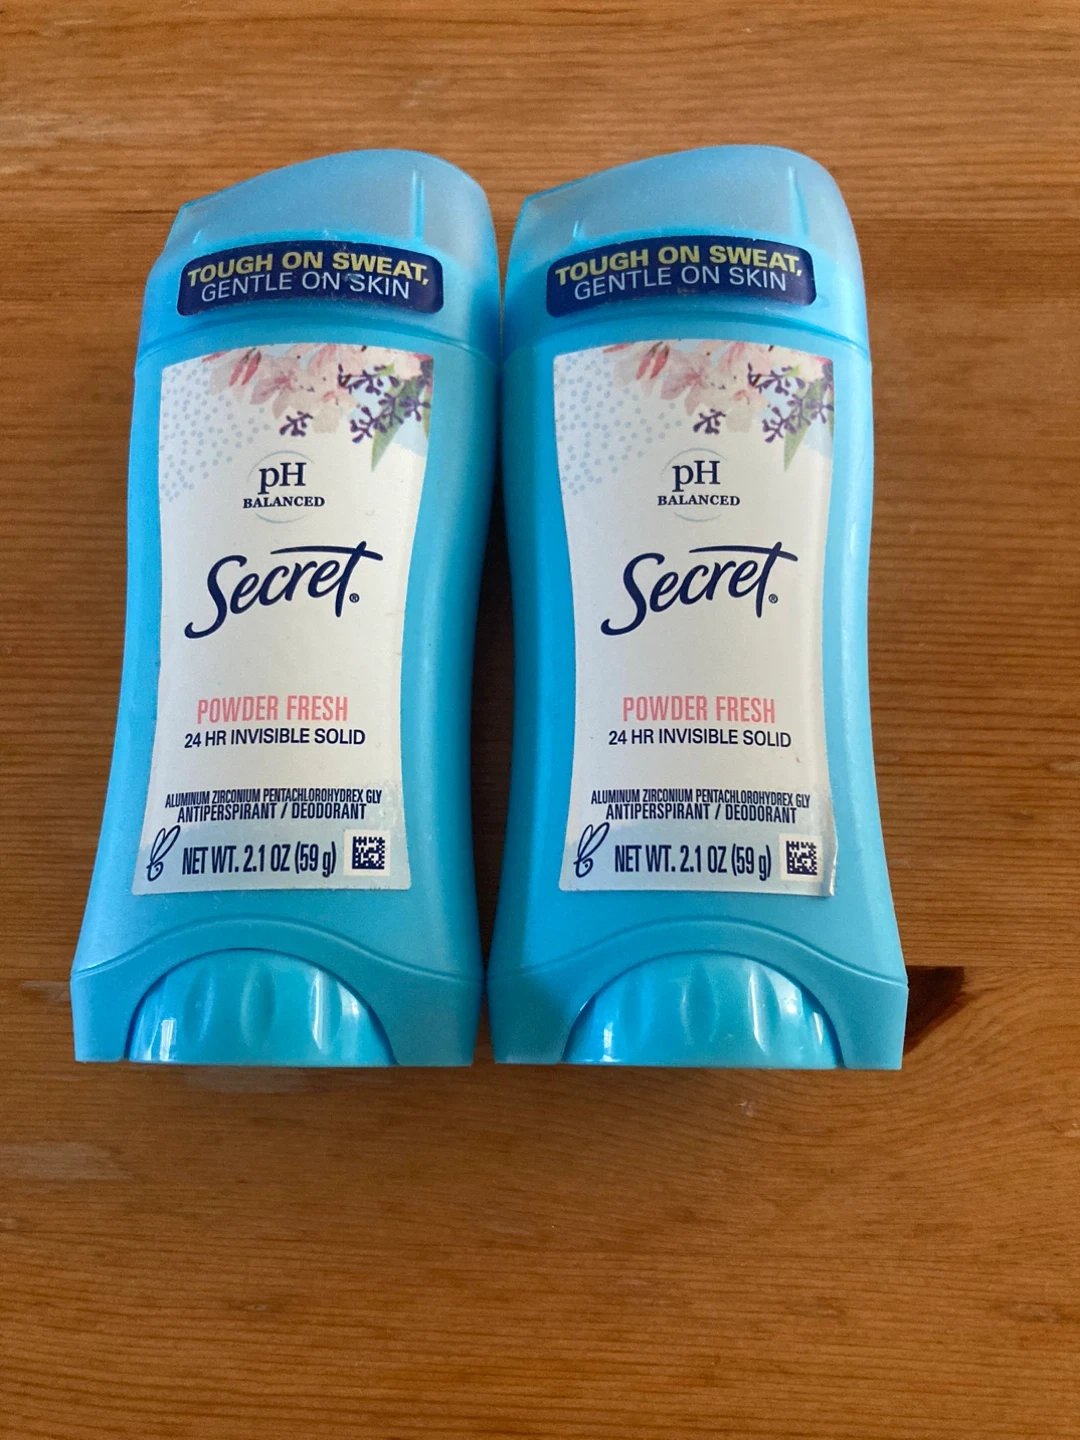 TOUGH ON SWEAT,
GENTLE ON SKIN
pH
BALANCED
Secret®
POWDER FRESH
24 HR INVISIBLE SOLID
ALUMINUM ZIRCONIUM PENTACHLOROHYDREX GLY
ANTIPERSPIRANT / DEODORANT
NET WT. 2.1 OZ (59 g)
TOUGH ON SWEAT,
GENTLE ON SKIN
pH
BALANCED
Secret®
POWDER FRESH
24 HR INVISIBLE SOLID
ALUMINUM ZIRCONIUM PENTACHLOROHYDREX GLY
ANTIPERSPIRANT / DEODORANT
NET WT. 2.1 OZ (59 g)